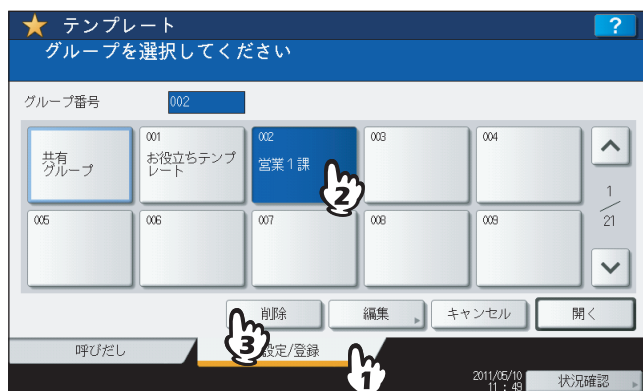 テンプレート
?
グループを選択してください
グループ番号 002
共有
グループ
001
お役立ちテンプ
レート
002
営業1課
003
004
1
21
005
006
007
008
009
2
削除
編集
キャンセル
開く
3
呼びだし
設定/登録
1
2011/05/10
11 : 49
状況確認